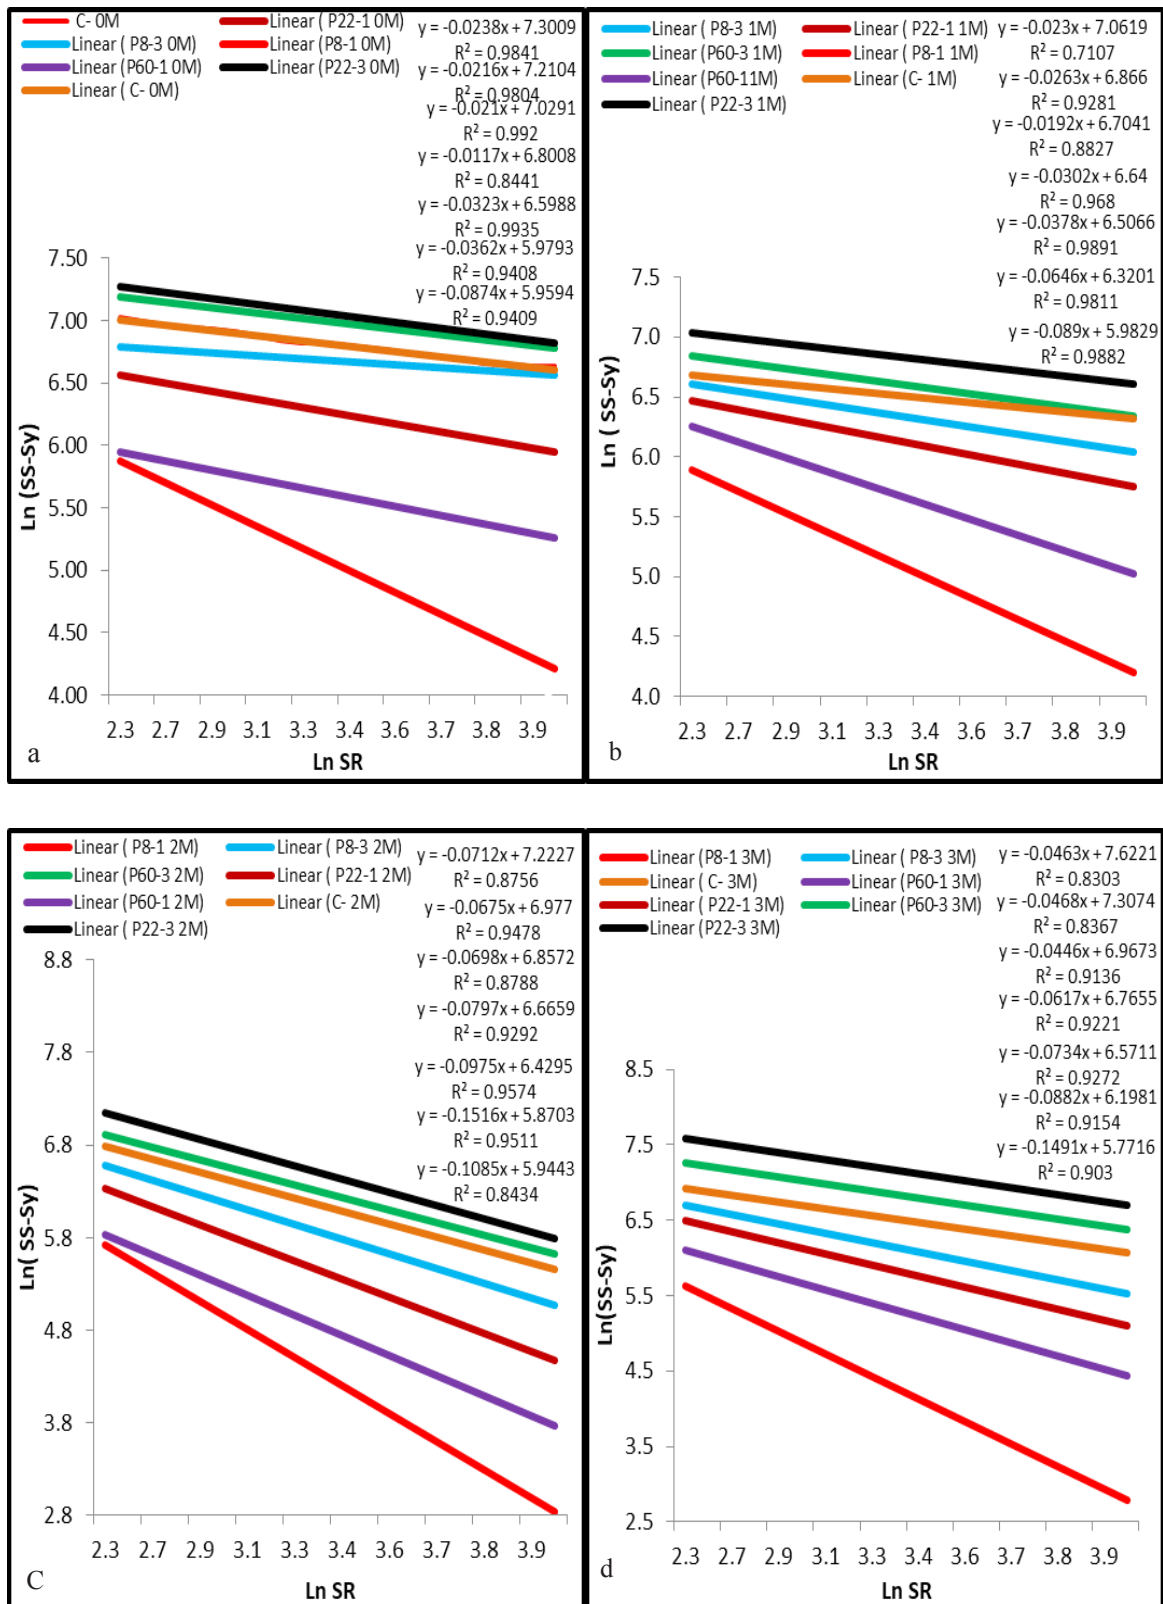 C- 0M
Linear ( P22-1 0M)
Linear ( P8-3 0M)
Linear (P8-1 0M)
Linear (P60-1 0M)
Linear (P22-3 0M)
Linear ( C- 0M)
y = -0.0238x + 7.3009
R² = 0.9841
y = -0.0216x + 7.2104
R² = 0.9804
y = -0.021x + 7.0291
R² = 0.992
y = -0.0117x + 6.8008
R² = 0.8441
y = -0.0323x + 6.5988
R² = 0.9935
y = -0.0362x + 5.9793
R² = 0.9408
y = -0.0874x + 5.9594
R² = 0.9409
7.50
7.00
6.50
6.00
5.50
5.00
4.50
4.00
Ln (SS-Sy)
2.3 2.7 2.9 3.1 3.3 3.4 3.6 3.7 3.8 3.9
Ln SR
a
Linear ( P8-3 1M)
Linear ( P22-1 1M)
Linear ( P60-3 1M)
Linear ( P8-1 1M)
Linear (P60-11M)
Linear ( C- 1M)
Linear ( P22-3 1M)
y = -0.023x + 7.0619
R² = 0.7107
y = -0.0263x + 6.866
R² = 0.9281
y = -0.0192x + 6.7041
R² = 0.8827
y = -0.0302x + 6.64
R² = 0.968
y = -0.0378x + 6.5066
R² = 0.9891
y = -0.0646x + 6.3201
R² = 0.9811
y = -0.089x + 5.9829
R² = 0.9882
7.5
7.0
6.5
6.0
5.5
5.0
4.5
4.0
Ln ( SS-Sy)
2.3 2.7 2.9 3.1 3.3 3.4 3.6 3.7 3.8 3.9
Ln SR
b
Linear ( P8-1 2M)
Linear ( P8-3 2M)
Linear (P60-3 2M)
Linear ( P22-1 2M)
Linear (P60-1 2M)
Linear (C- 2M)
Linear ( P22-3 2M)
y = -0.0712x + 7.2227
R² = 0.8756
y = -0.0675x + 6.977
R² = 0.9478
y = -0.0698x + 6.8572
R² = 0.8788
y = -0.0797x + 6.6659
R² = 0.9292
y = -0.0975x + 6.4295
R² = 0.9574
y = -0.1516x + 5.8703
R² = 0.9511
y = -0.1085x + 5.9443
R² = 0.8434
8.8
7.8
6.8
5.8
4.8
3.8
2.8
Ln( SS-Sy)
2.3 2.7 2.9 3.1 3.3 3.4 3.6 3.7 3.8 3.9
Ln SR
C
Linear (P8-1 3M)
Linear ( P8-3 3M)
Linear ( C- 3M)
Linear (P60-1 3M)
Linear ( P22-1 3M)
Linear (P60-3 3M)
Linear (P22-3 3M)
y = -0.0463x + 7.6221
R² = 0.8303
y = -0.0468x + 7.3074
R² = 0.8367
y = -0.0446x + 6.9673
R² = 0.9136
y = -0.0617x + 6.7655
R² = 0.9221
y = -0.0734x + 6.5711
R² = 0.9272
y = -0.0882x + 6.1981
R² = 0.9154
y = -0.1491x + 5.7716
R² = 0.903
8.5
7.5
6.5
5.5
4.5
3.5
2.5
Ln(SS-Sy)
2.3 2.7 2.9 3.1 3.3 3.4 3.6 3.7 3.8 3.9
Ln SR
d